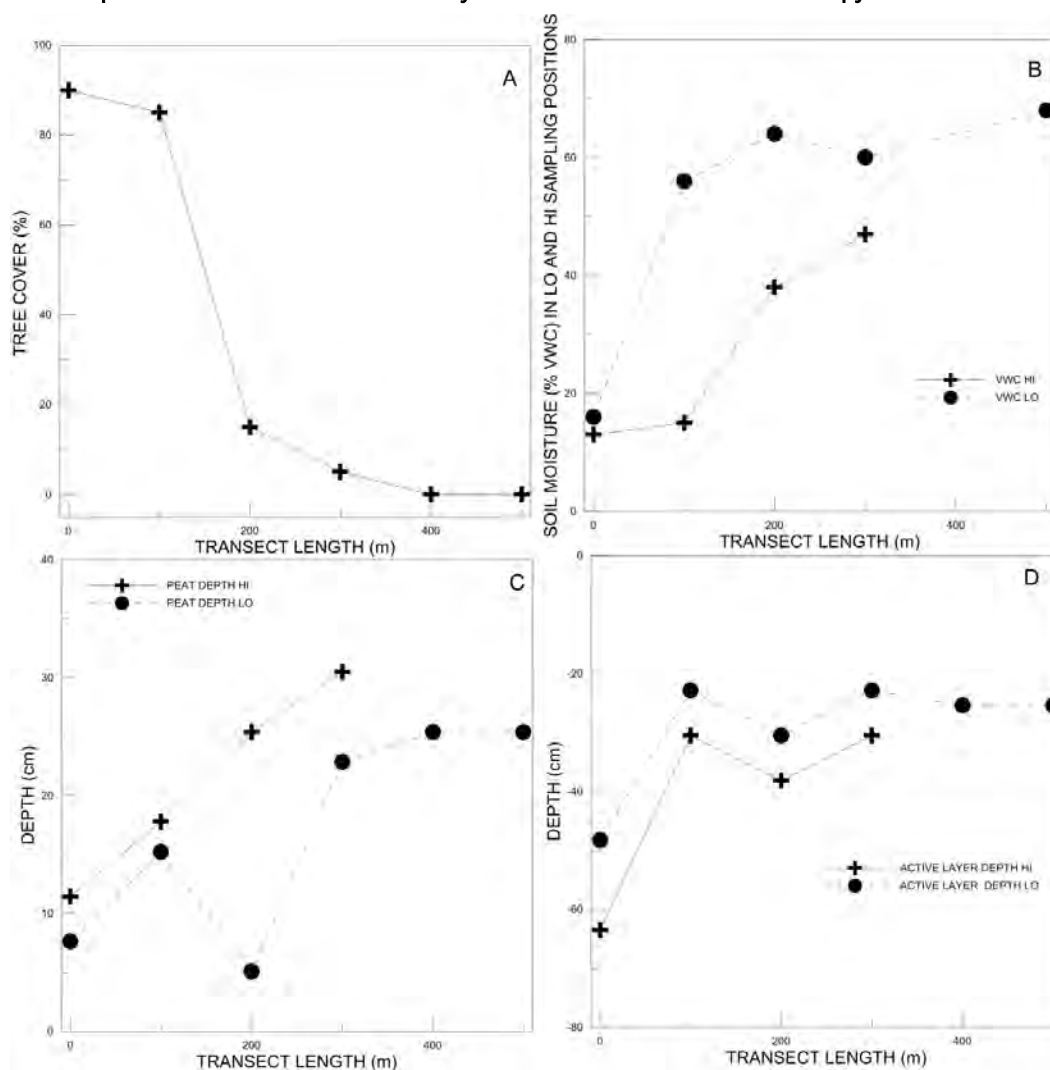 A
100
80
60
40
20
0
TREE COVER (%)
0
200
400
TRANSECT LENGTH (m)
B
80
60
40
20
0
SOIL MOISTURE (% VWC) IN LO AND HI SAMPLING POSITIONS
VWC HI
VWC LO
0
200
400
TRANSECT LENGTH (m)
C
40
30
20
10
0
DEPTH (cm)
PEAT DEPTH HI
PEAT DEPTH LO
0
200
400
TRANSECT LENGTH (m)
D
-0
-20
-40
-60
-80
DEPTH (cm)
ACTIVE LAYER DEPTH HI
ACTIVE LAYER DEPTH LO
0
200
400
TRANSECT LENGTH (m)